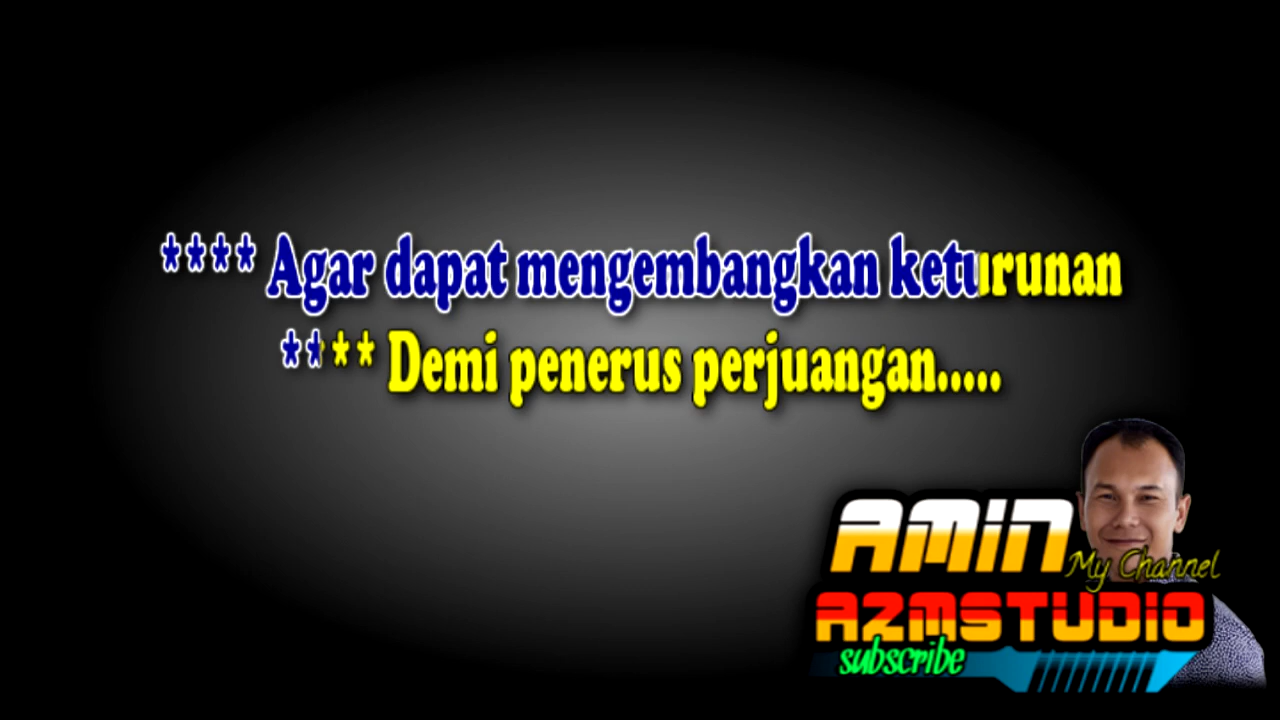 **** Agar dapat mengembangkan keturunan
**** Demi penerus perjuangan.....
AMIN
My Channel
AZMSTUDIO
subscribe